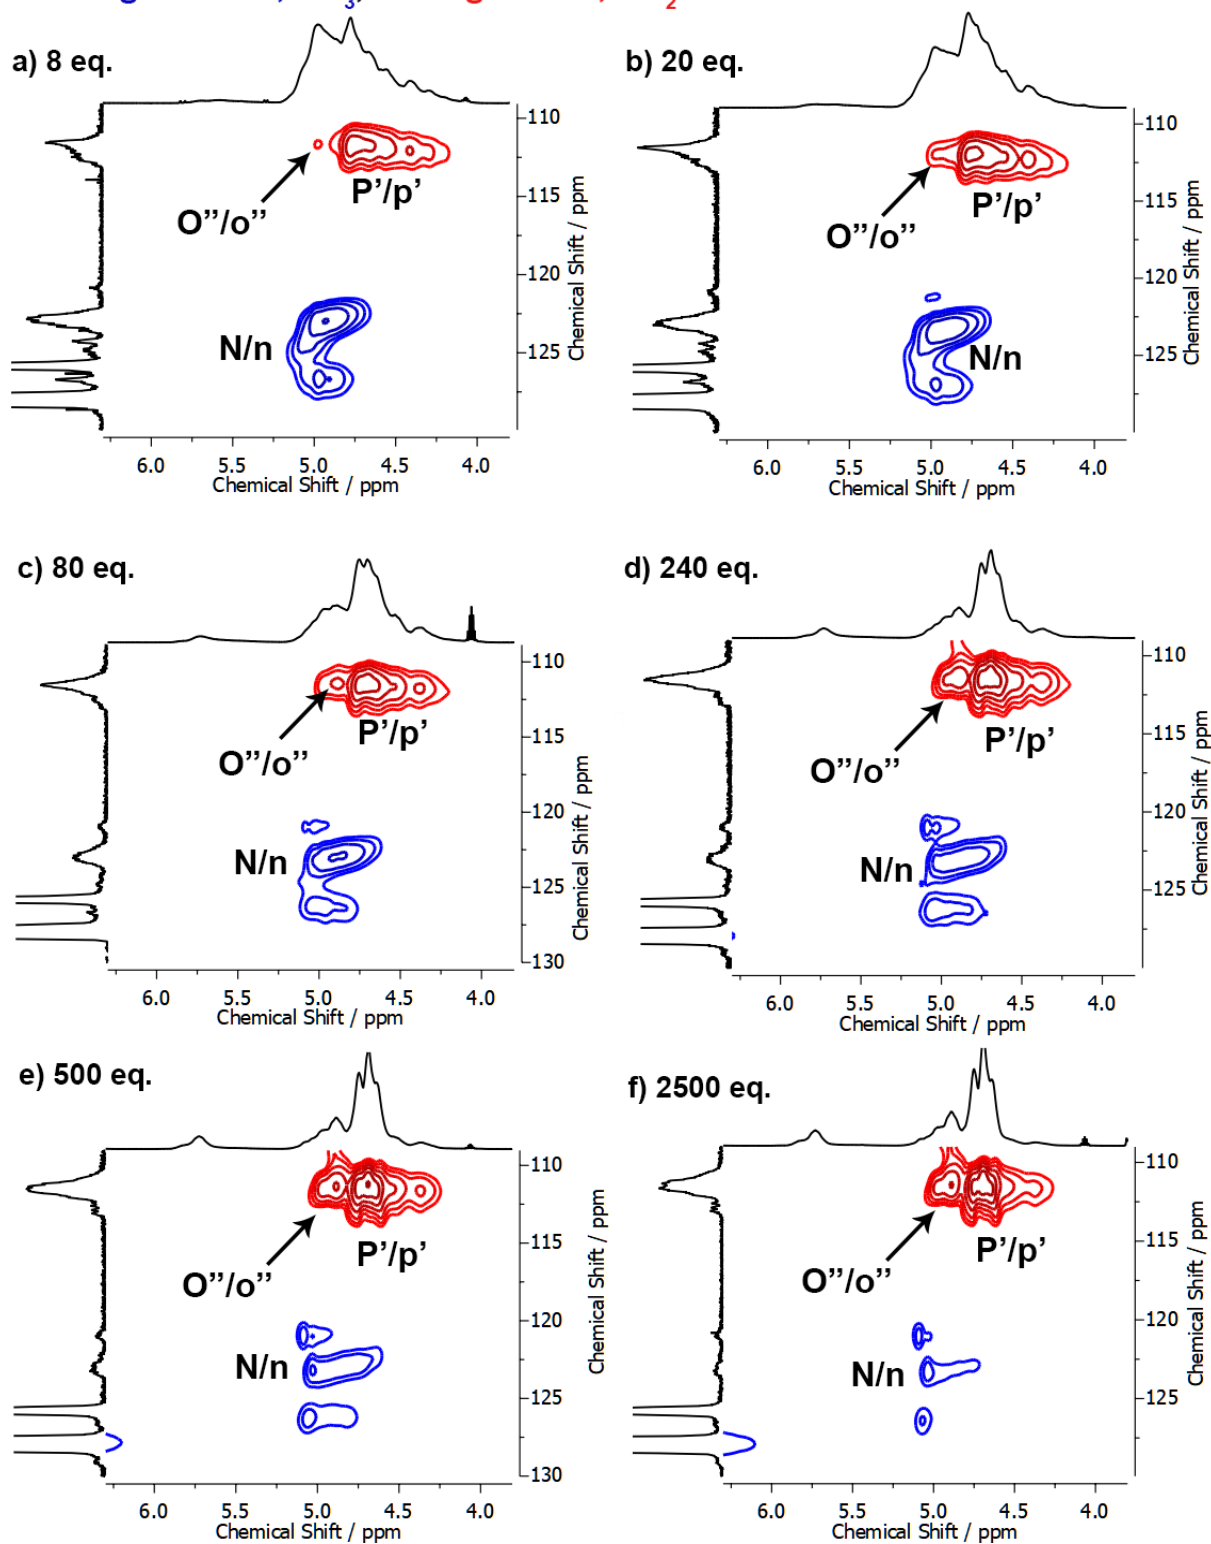 a) 8 eq.
110
O’’/o’’
P’/p’
115
120
N/n
125
Chemical Shift / ppm
6.0 5.5 5.0 4.5 4.0
Chemical Shift / ppm
b) 20 eq.
110
P’/p’
115
O’’/o’’
120
N/n
125
Chemical Shift / ppm
6.0 5.5 5.0 4.5 4.0
Chemical Shift / ppm
c) 80 eq.
110
P’/p’
115
O’’/o’’
120
N/n
125
130
Chemical Shift / ppm
6.0 5.5 5.0 4.5 4.0
Chemical Shift / ppm
d) 240 eq.
110
P’/p’
115
O’’/o’’
120
N/n
125
Chemical Shift / ppm
6.0 5.5 5.0 4.5 4.0
Chemical Shift / ppm
e) 500 eq.
110
P’/p’
115
O’’/o’’
120
N/n
125
130
Chemical Shift / ppm
6.0 5.5 5.0 4.5 4.0
Chemical Shift / ppm
f) 2500 eq.
110
P’/p’
115
O’’/o’’
120
N/n
125
Chemical Shift / ppm
6.0 5.5 5.0 4.5 4.0
Chemical Shift / ppm